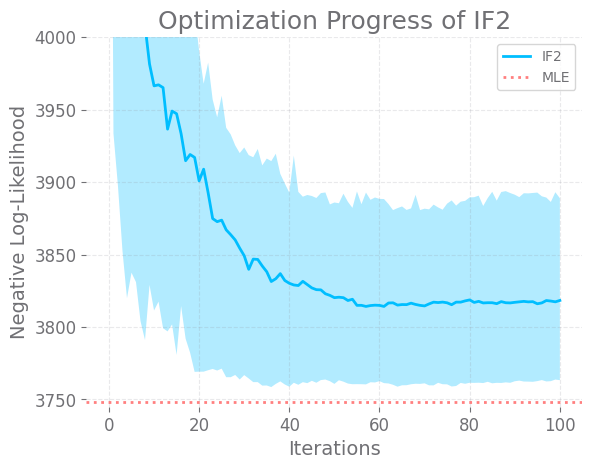 Optimization Progress of IF2
Negative Log-Likelihood
4000
3950
3900
3850
3800
3750
IF2
MLE
0 20 40 60 80 100
Iterations